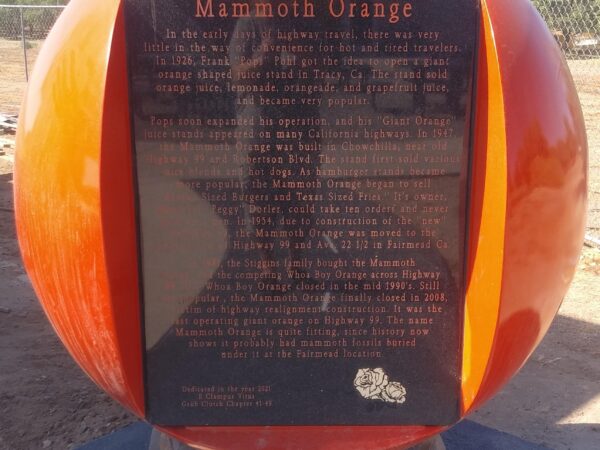 Mammoth Orange
In the early days of highway travel, there was very
little in the way of convenience for hot and tired travelers.
In 1926, Frank "Pops" Pohl got the idea to open a giant
orange shaped juice stand in Tracy, Ca. The stand sold
orange juice, lemonade, orangeade, and grapefruit juice,
and became very popular.
Pops soon expanded his operation, and his "Giant Orange"
juice stands appeared on many California highways. In 1947,
the Mammoth Orange was built in Chowchilla, near old
Highway 99 and Robertson Blvd. The stand first sold various
juice blends and hot dogs. As hamburger stands became
more popular, the Mammoth Orange began to sell
Sized Burgers and Texas Sized Fries." It's owner,
"Peggy" Dorler, could take ten orders and never
In 1954, due to construction of the "new"
the Mammoth Orange was moved to the
Highway 99 and Ave. 22 1/2 in Fairmead Ca.
the Stiggins family bought the Mammoth
the competing Whoa Boy Orange across Highway
Whoa Boy Orange closed in the mid 1990's. Still
popular, the Mammoth Orange finally closed in 2008,
victim of highway realignment construction. It was the
last operating giant orange on Highway 99. The name
Mammoth Orange is quite fitting, since history now
shows it probably had mammoth fossils buried
under it at the Fairmead location.
Dedicated in the year 2021
E Clampus Vitus
Grub Gulch Chapter 41-49